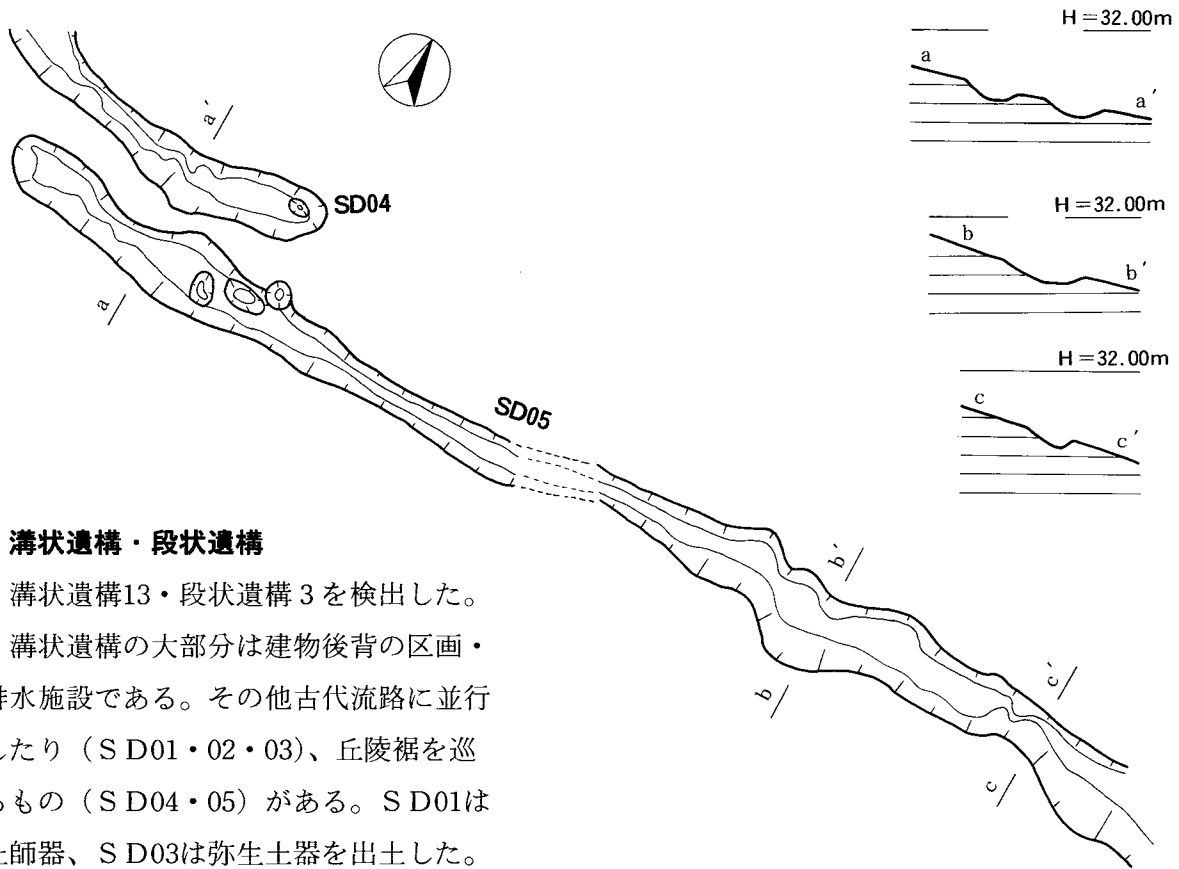 H＝32.00m
a
a′
a′
SD04
H＝32.00m
b
b′
a
H＝32.00m
c
c′
SD05
溝状遺構・段状遺構
b′
溝状遺構13・段状遺構3を検出した。
溝状遺構の大部分は建物後背の区画・
水施設である。その他古代流路に並行
たり（SD01・02・03）、丘陵裾を巡
もの（SD04・05）がある。SD01は
師器、SD03は弥生土器を出土した。
c′
b
c